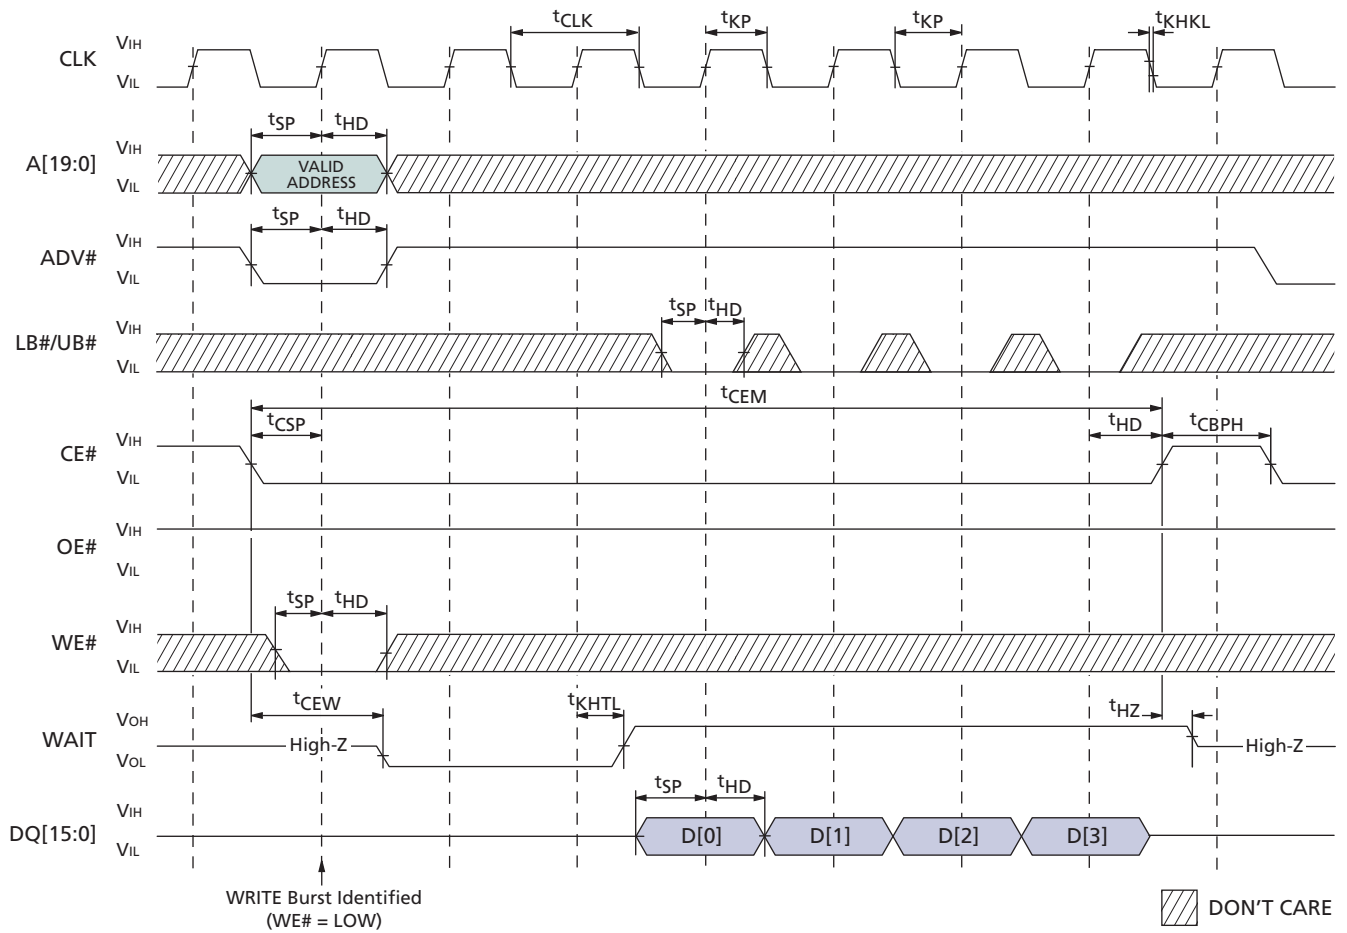 tCLK tKP tKP tKHKL
CLK VIH
VIL
tSP tHD
A[19:0] VIH
VIL
VALID
ADDRESS
tSP tHD
ADV# VIH
VIL
tSP tHD
LB#/UB# VIH
VIL
tCEM
tCSP tHD tCBPH
CE# VIH
VIL
OE# VIH
VIL
tSP tHD
WE# VIH
VIL
tCEW tKHTL tHZ
WAIT VOH
VOL
High-Z High-Z
tSP tHD
DQ[15:0] VIH
VIL
D[0] D[1] D[2] D[3]
WRITE Burst Identified
(WE# = LOW)
DON'T CARE